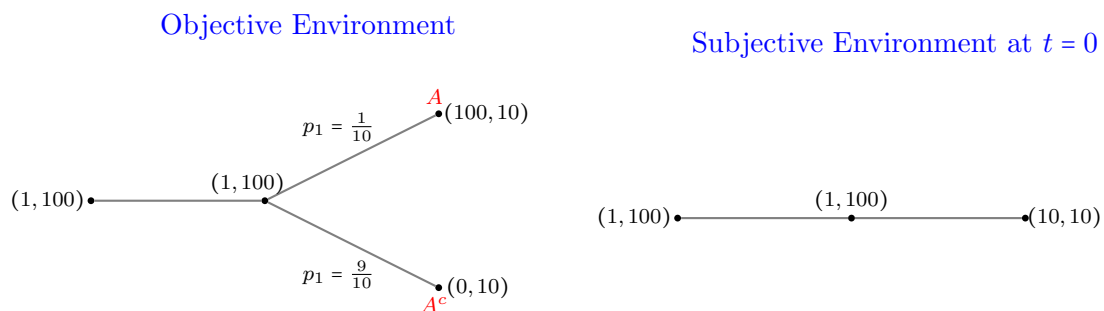 Objective Environment
Subjective Environment at t = 0
A
(100, 10)
p₁ = 1/10
(1, 100)
(1, 100)
p₁ = 9/10
(0, 10)
Aᶜ
(1, 100)
(1, 100)
(10, 10)